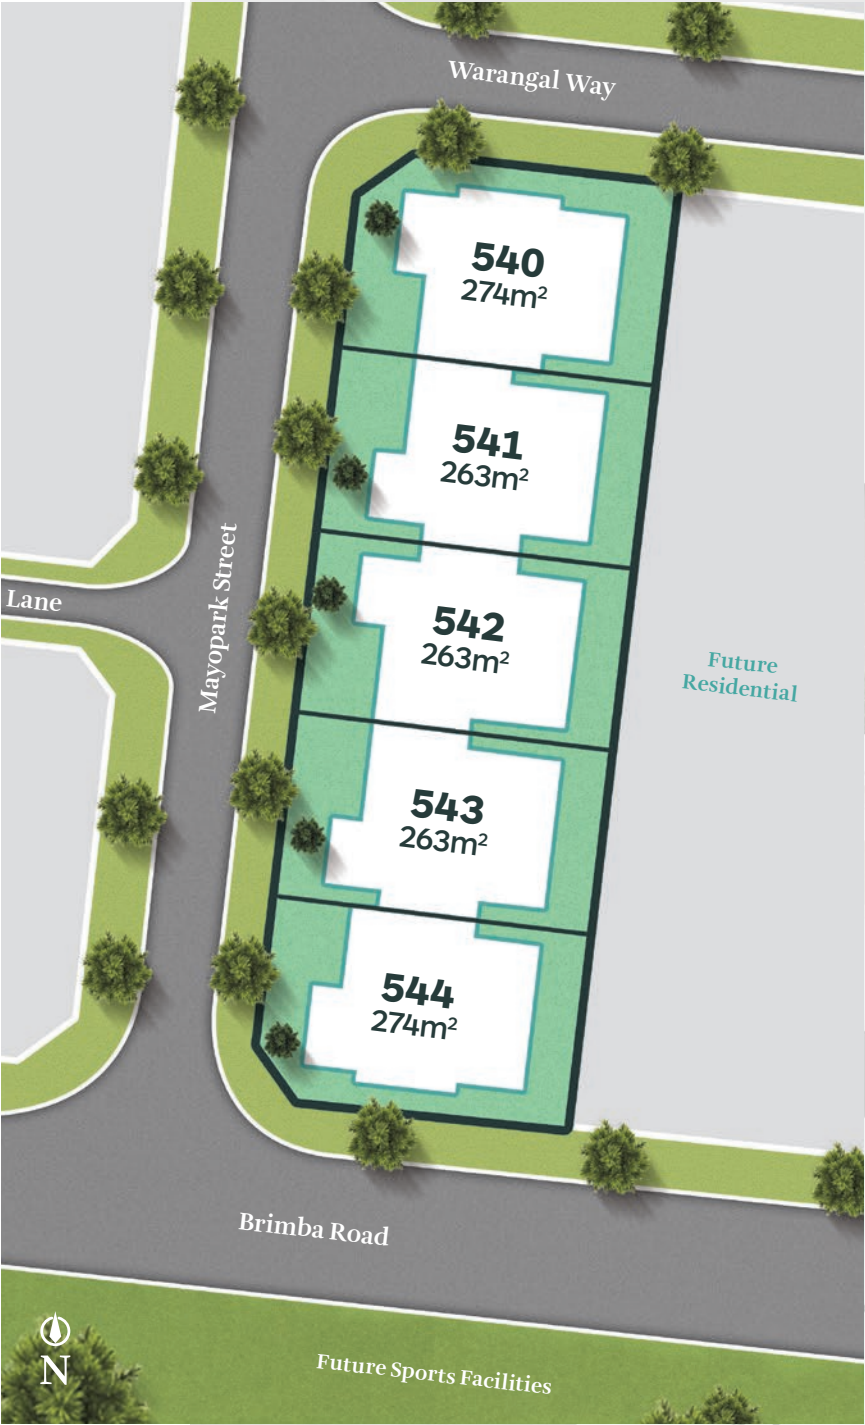 Warangal Way
540
274m²
541
263m²
Lane
Mayopark Street
542
263m²
Future
Residential
543
263m²
544
274m²
Brimba Road
N
Future Sports Facilities